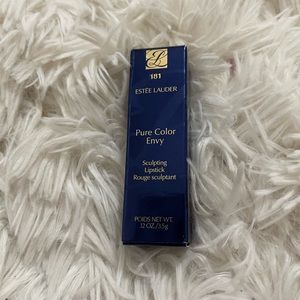 181
ESTĒE LAUDER
Pure Color
Envy
Sculpting
Lipstick
Rouge sculptant
POIDS NET WT.
.12 OZ./3.5g